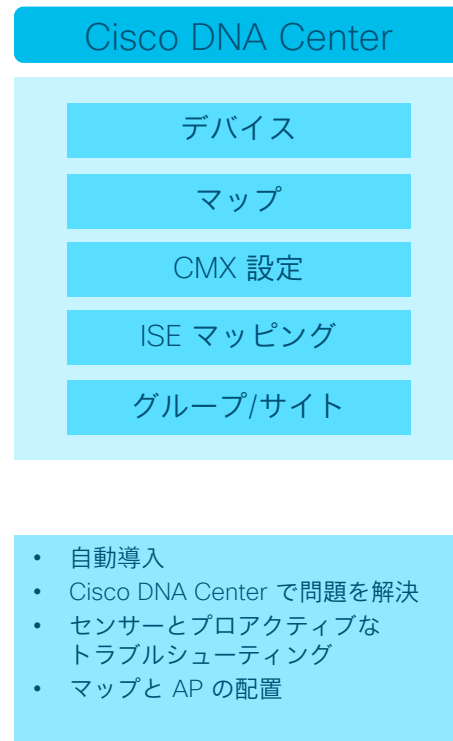 Cisco DNA Center
デバイス
マップ
CMX 設定
ISE マッピング
グループ/サイト
• 自動導入
• Cisco DNA Center で問題を解決
• センサーとプロアクティブな
トラブルシューティング
• マップと AP の配置